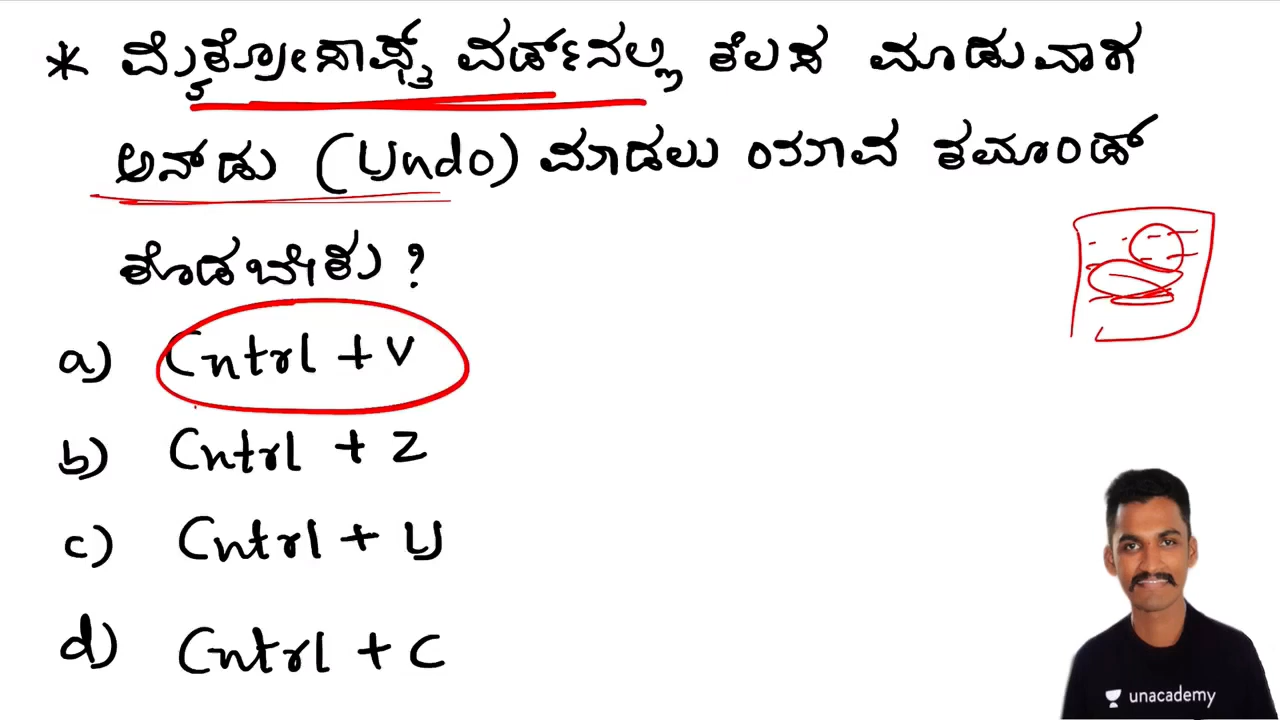 * ಮೈಕ್ರೋಸಾಫ್ಟ್ ವರ್ಡ್‌ನಲ್ಲಿ ಕೆಲಸ ಮಾಡುವಾಗ
ಅನ್‌ಡು (Undo) ಮಾಡಲು ಯಾವ ಕಮಾಂಡ್
ಕೊಡಬೇಕು ?
a) Cntrl + V
b) Cntrl + Z
c) Cntrl + U
d) Cntrl + C
unacademy